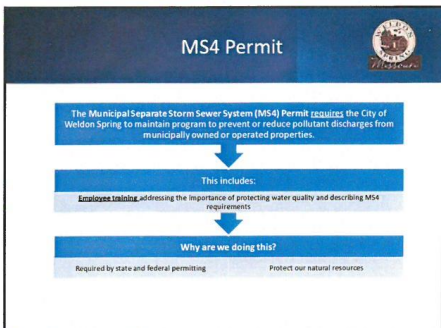 MS4 Permit
WELDON
SPRING
Missouri
The Municipal Separate Storm Sewer System (MS4) Permit requires the City of
Weldon Spring to maintain program to prevent or reduce pollutant discharges from
municipally owned or operated properties.
This includes:
Employee training addressing the importance of protecting water quality and describing MS4
requirements
Why are we doing this?
Required by state and federal permitting
Protect our natural resources